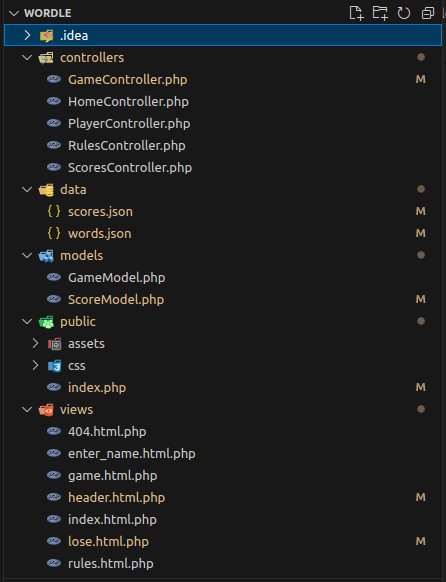 WORDLE
.idea
controllers
GameController.php M
HomeController.php
PlayerController.php
RulesController.php
ScoresController.php
data
{ } scores.json M
{ } words.json M
models
GameModel.php
ScoreModel.php M
public
assets
css
index.php M
views
404.html.php
enter_name.html.php
game.html.php
header.html.php M
index.html.php
lose.html.php M
rules.html.php